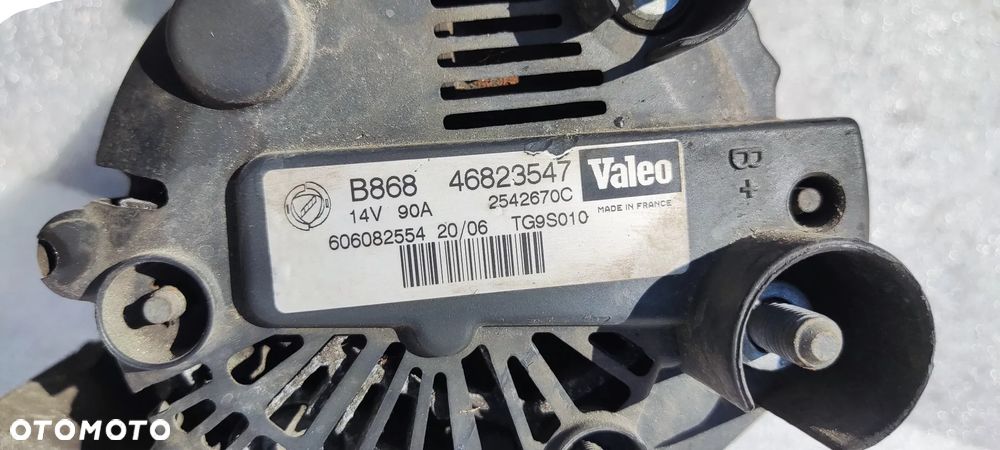 B868 46823547 Valeo
14V 90A 2542670C MADE IN FRANCE
606082554 20/06 TG9S010
B+
OTOMOTO